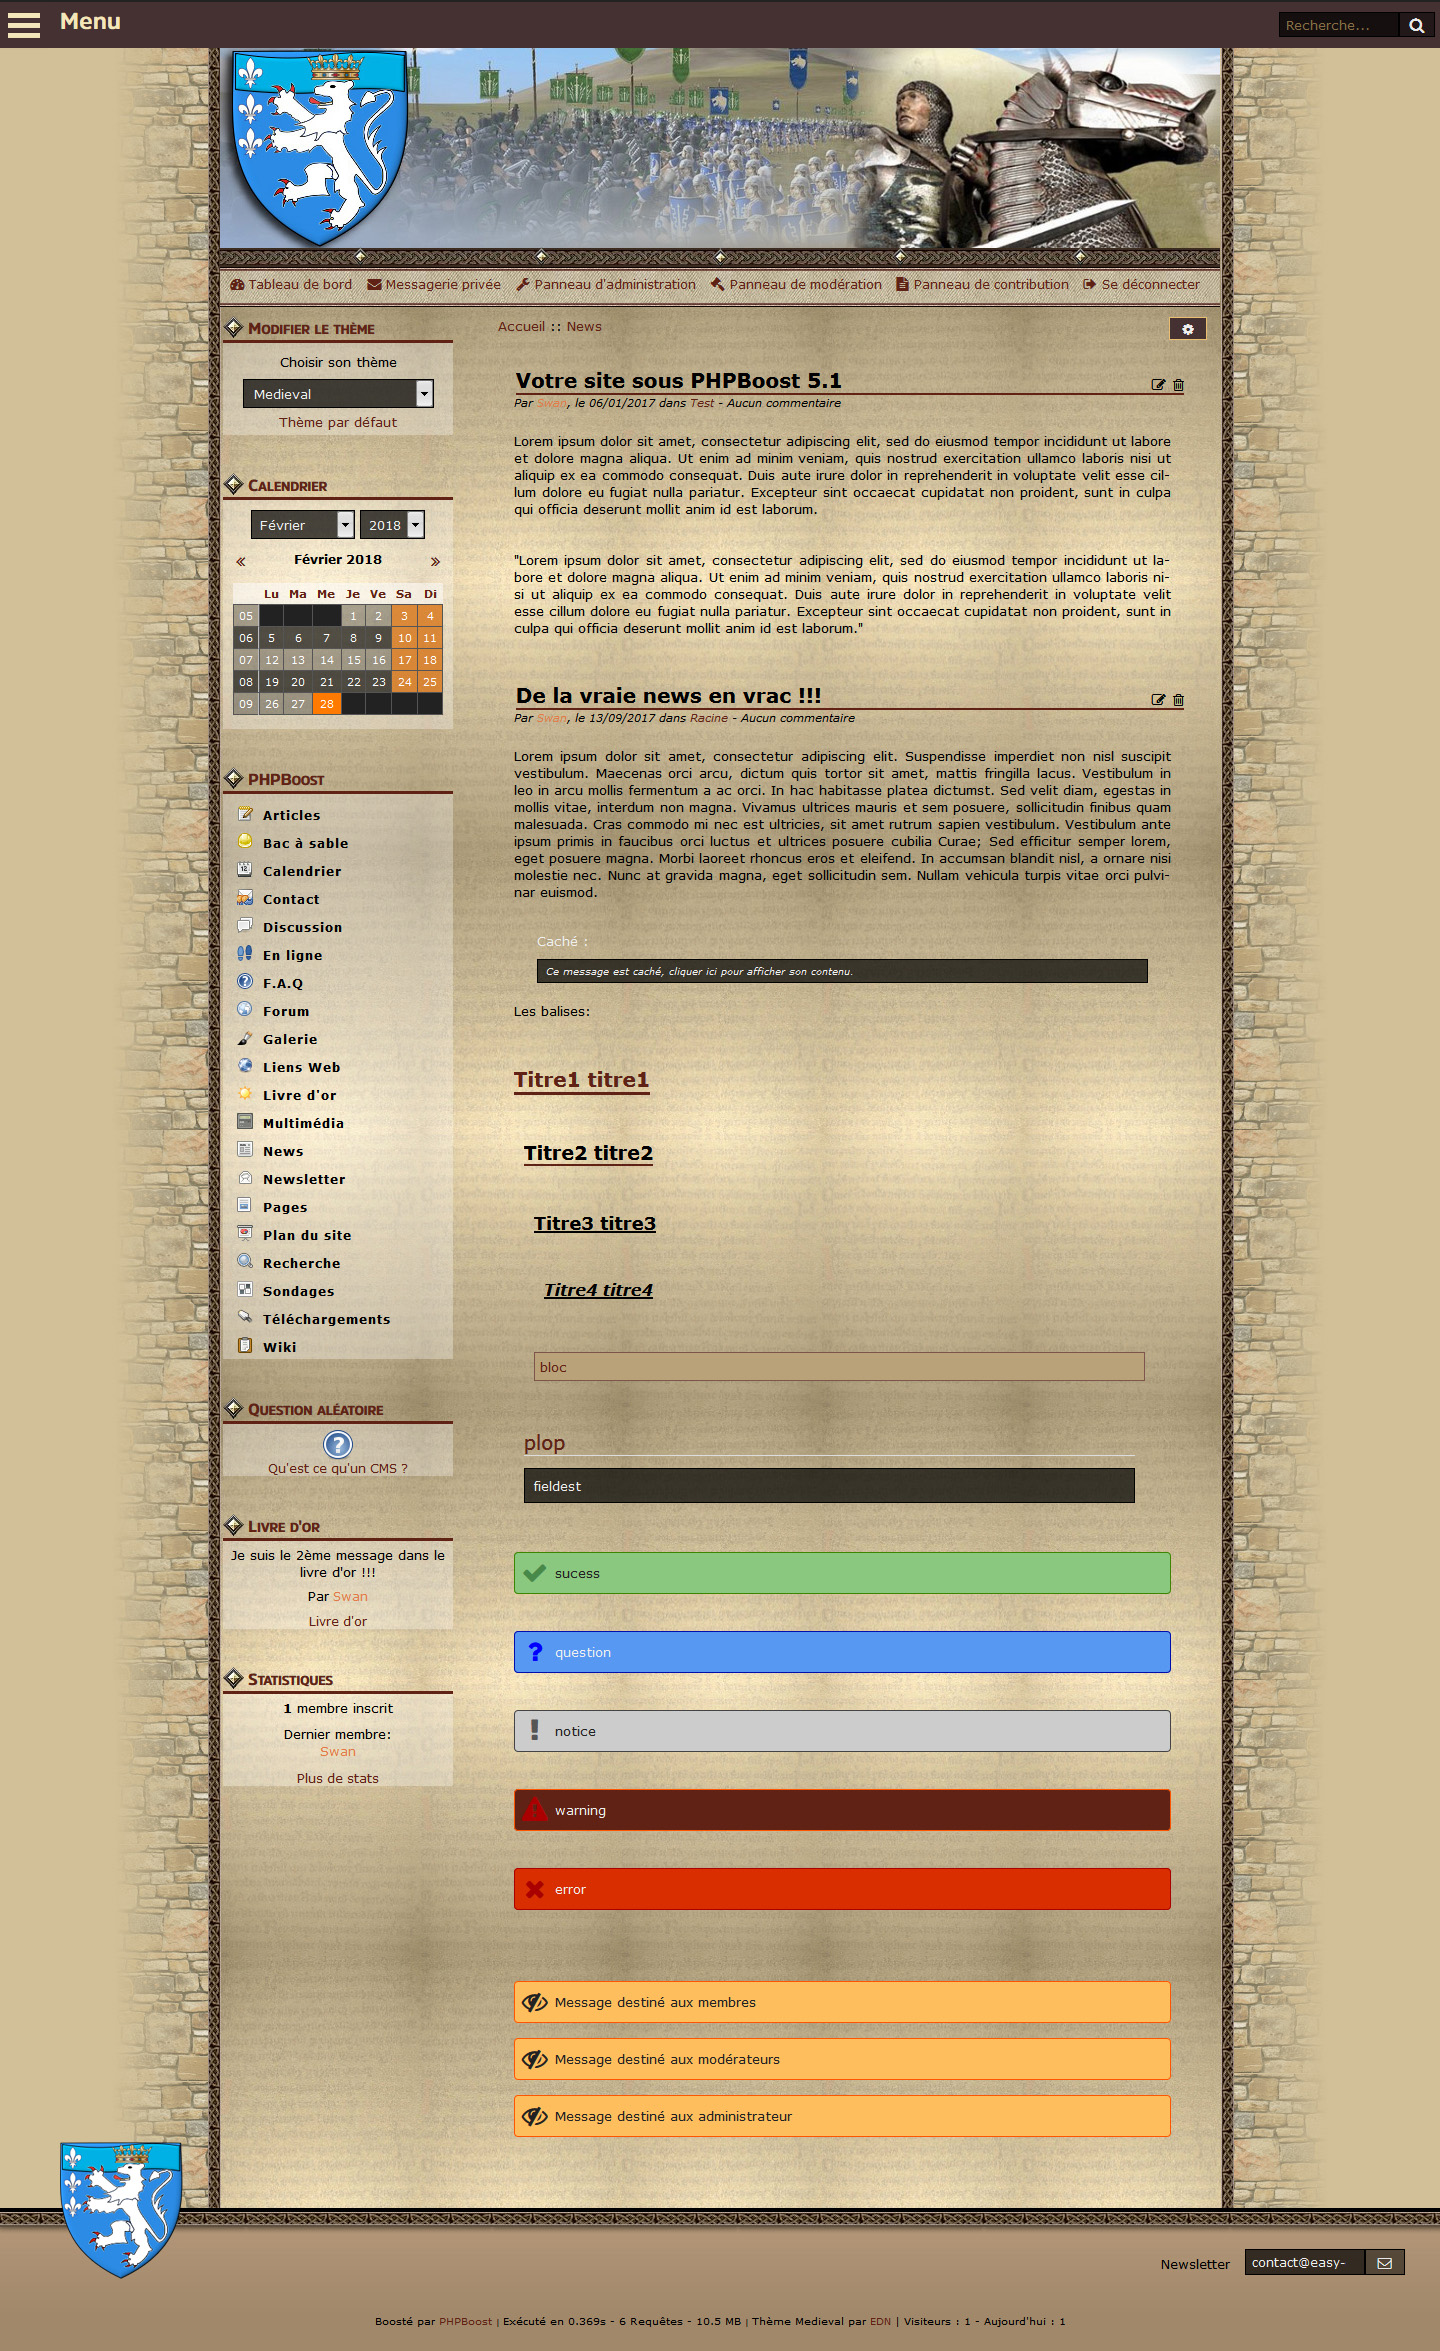 Menu
Recherche...
Tableau de bord Messagerie privée Panneau d'administration Panneau de modération Panneau de contribution Se déconnecter
Modifier le thème
Choisir son thème
Medieval
Thème par défaut
Calendrier
Février 2018
« Février 2018 »
Lu Ma Me Je Ve Sa Di
05 1 2 3 4
06 5 6 7 8 9 10 11
07 12 13 14 15 16 17 18
08 19 20 21 22 23 24 25
09 26 27 28
PHPBoost
Articles
Bac à sable
Calendrier
Contact
Discussion
En ligne
F.A.Q
Forum
Galerie
Liens Web
Livre d'or
Multimédia
News
Newsletter
Pages
Plan du site
Recherche
Sondages
Téléchargements
Wiki
Question aléatoire
Qu'est ce qu'un CMS ?
Livre d'or
Je suis le 2ème message dans le
livre d'or !!!
Par Swan
Livre d'or
Statistiques
1 membre inscrit
Dernier membre:
Swan
Plus de stats
Accueil :: News
Votre site sous PHPBoost 5.1
Par Swan, le 06/01/2017 dans Test - Aucun commentaire
Lorem ipsum dolor sit amet, consectetur adipiscing elit, sed do eiusmod tempor incididunt ut labore
et dolore magna aliqua. Ut enim ad minim veniam, quis nostrud exercitation ullamco laboris nisi ut
aliquip ex ea commodo consequat. Duis aute irure dolor in reprehenderit in voluptate velit esse cil-
lum dolore eu fugiat nulla pariatur. Excepteur sint occaecat cupidatat non proident, sunt in culpa
qui officia deserunt mollit anim id est laborum.
"Lorem ipsum dolor sit amet, consectetur adipiscing elit, sed do eiusmod tempor incididunt ut la-
bore et dolore magna aliqua. Ut enim ad minim veniam, quis nostrud exercitation ullamco laboris ni-
si ut aliquip ex ea commodo consequat. Duis aute irure dolor in reprehenderit in voluptate velit
esse cillum dolore eu fugiat nulla pariatur. Excepteur sint occaecat cupidatat non proident, sunt in
culpa qui officia deserunt mollit anim id est laborum."
De la vraie news en vrac !!!
Par Swan, le 13/09/2017 dans Racine - Aucun commentaire
Lorem ipsum dolor sit amet, consectetur adipiscing elit. Suspendisse imperdiet non nisl suscipit
vestibulum. Maecenas orci arcu, dictum quis tortor sit amet, mattis fringilla lacus. Vestibulum in
leo in arcu mollis fermentum a ac orci. In hac habitasse platea dictumst. Sed velit diam, egestas in
mollis vitae, interdum non magna. Vivamus ultrices mauris et sem posuere, sollicitudin finibus quam
malesuada. Cras commodo mi nec est ultricies, sit amet rutrum sapien vestibulum. Vestibulum ante
ipsum primis in faucibus orci luctus et ultrices posuere cubilia Curae; Sed efficitur semper lorem,
eget posuere magna. Morbi laoreet rhoncus eros et eleifend. In accumsan blandit nisl, a ornare nisi
molestie nec. Nunc at gravida magna, eget sollicitudin sem. Nullam vehicula turpis vitae orci pulvi-
nar euismod.
Caché :
Ce message est caché, cliquer ici pour afficher son contenu.
Les balises:
Titre1 titre1
Titre2 titre2
Titre3 titre3
Titre4 titre4
bloc
plop
fieldest
sucess
question
notice
warning
error
Message destiné aux membres
Message destiné aux modérateurs
Message destiné aux administrateur
Newsletter contact@easy-
Boosté par PHPBoost | Exécuté en 0.369s - 6 Requêtes - 10.5 MB | Thème Medieval par EDN | Visiteurs : 1 - Aujourd'hui : 1